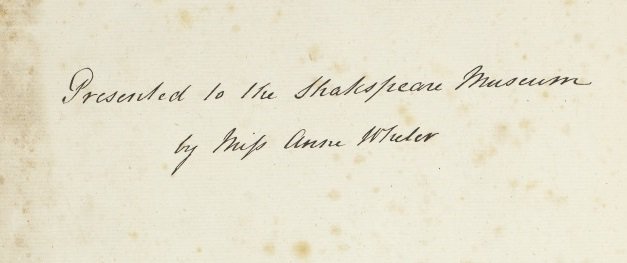 Presented to the Shakspeare Museum
by Miſs Anne Wheler